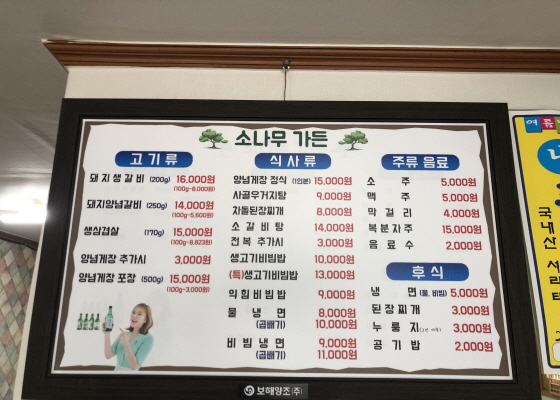 소나무 가든
고기류
돼지생갈비 (200g) 16,000원
(100g-8,000원)
돼지양념갈비 (250g) 14,000원
(100g-5,600원)
생삼겹살 (170g) 15,000원
(100g-8,823원)
양념게장 추가시 3,000원
양념게장 포장 (500g) 15,000원
(100g-3,000원)
식사류
양념게장 정식 (1인분) 15,000원
사골우거지탕 9,000원
차돌된장찌개 8,000원
소갈비탕 14,000원
전복 추가시 3,000원
생고기비빔밥 10,000원
(특)생고기비빔밥 13,000원
익힘비빔밥 9,000원
물냉면 8,000원
(곱빼기) 10,000원
비빔냉면 9,000원
(곱빼기) 11,000원
주류 음료
소주 5,000원
맥주 5,000원
막걸리 4,000원
복분자주 15,000원
음료수 2,000원
후식
냉면(물, 비빔) 5,000원
된장찌개 3,000원
누룽지 3,000원
공기밥 2,000원
보해양조(주)
여름
국내산